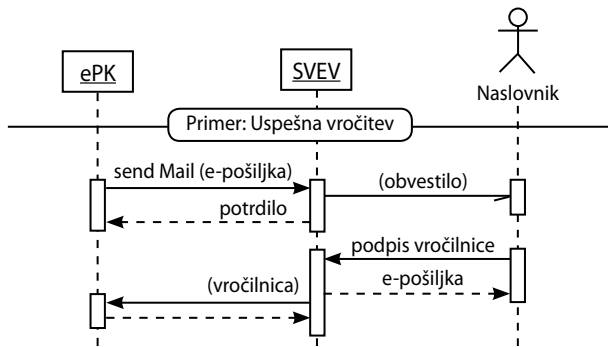 ePK
SVEV
Naslovnik
Primer: Uspešna vročitev
send Mail (e-pošiljka)
(obvestilo)
potrdilo
podpis vročilnice
(vročilnica)
e-pošiljka